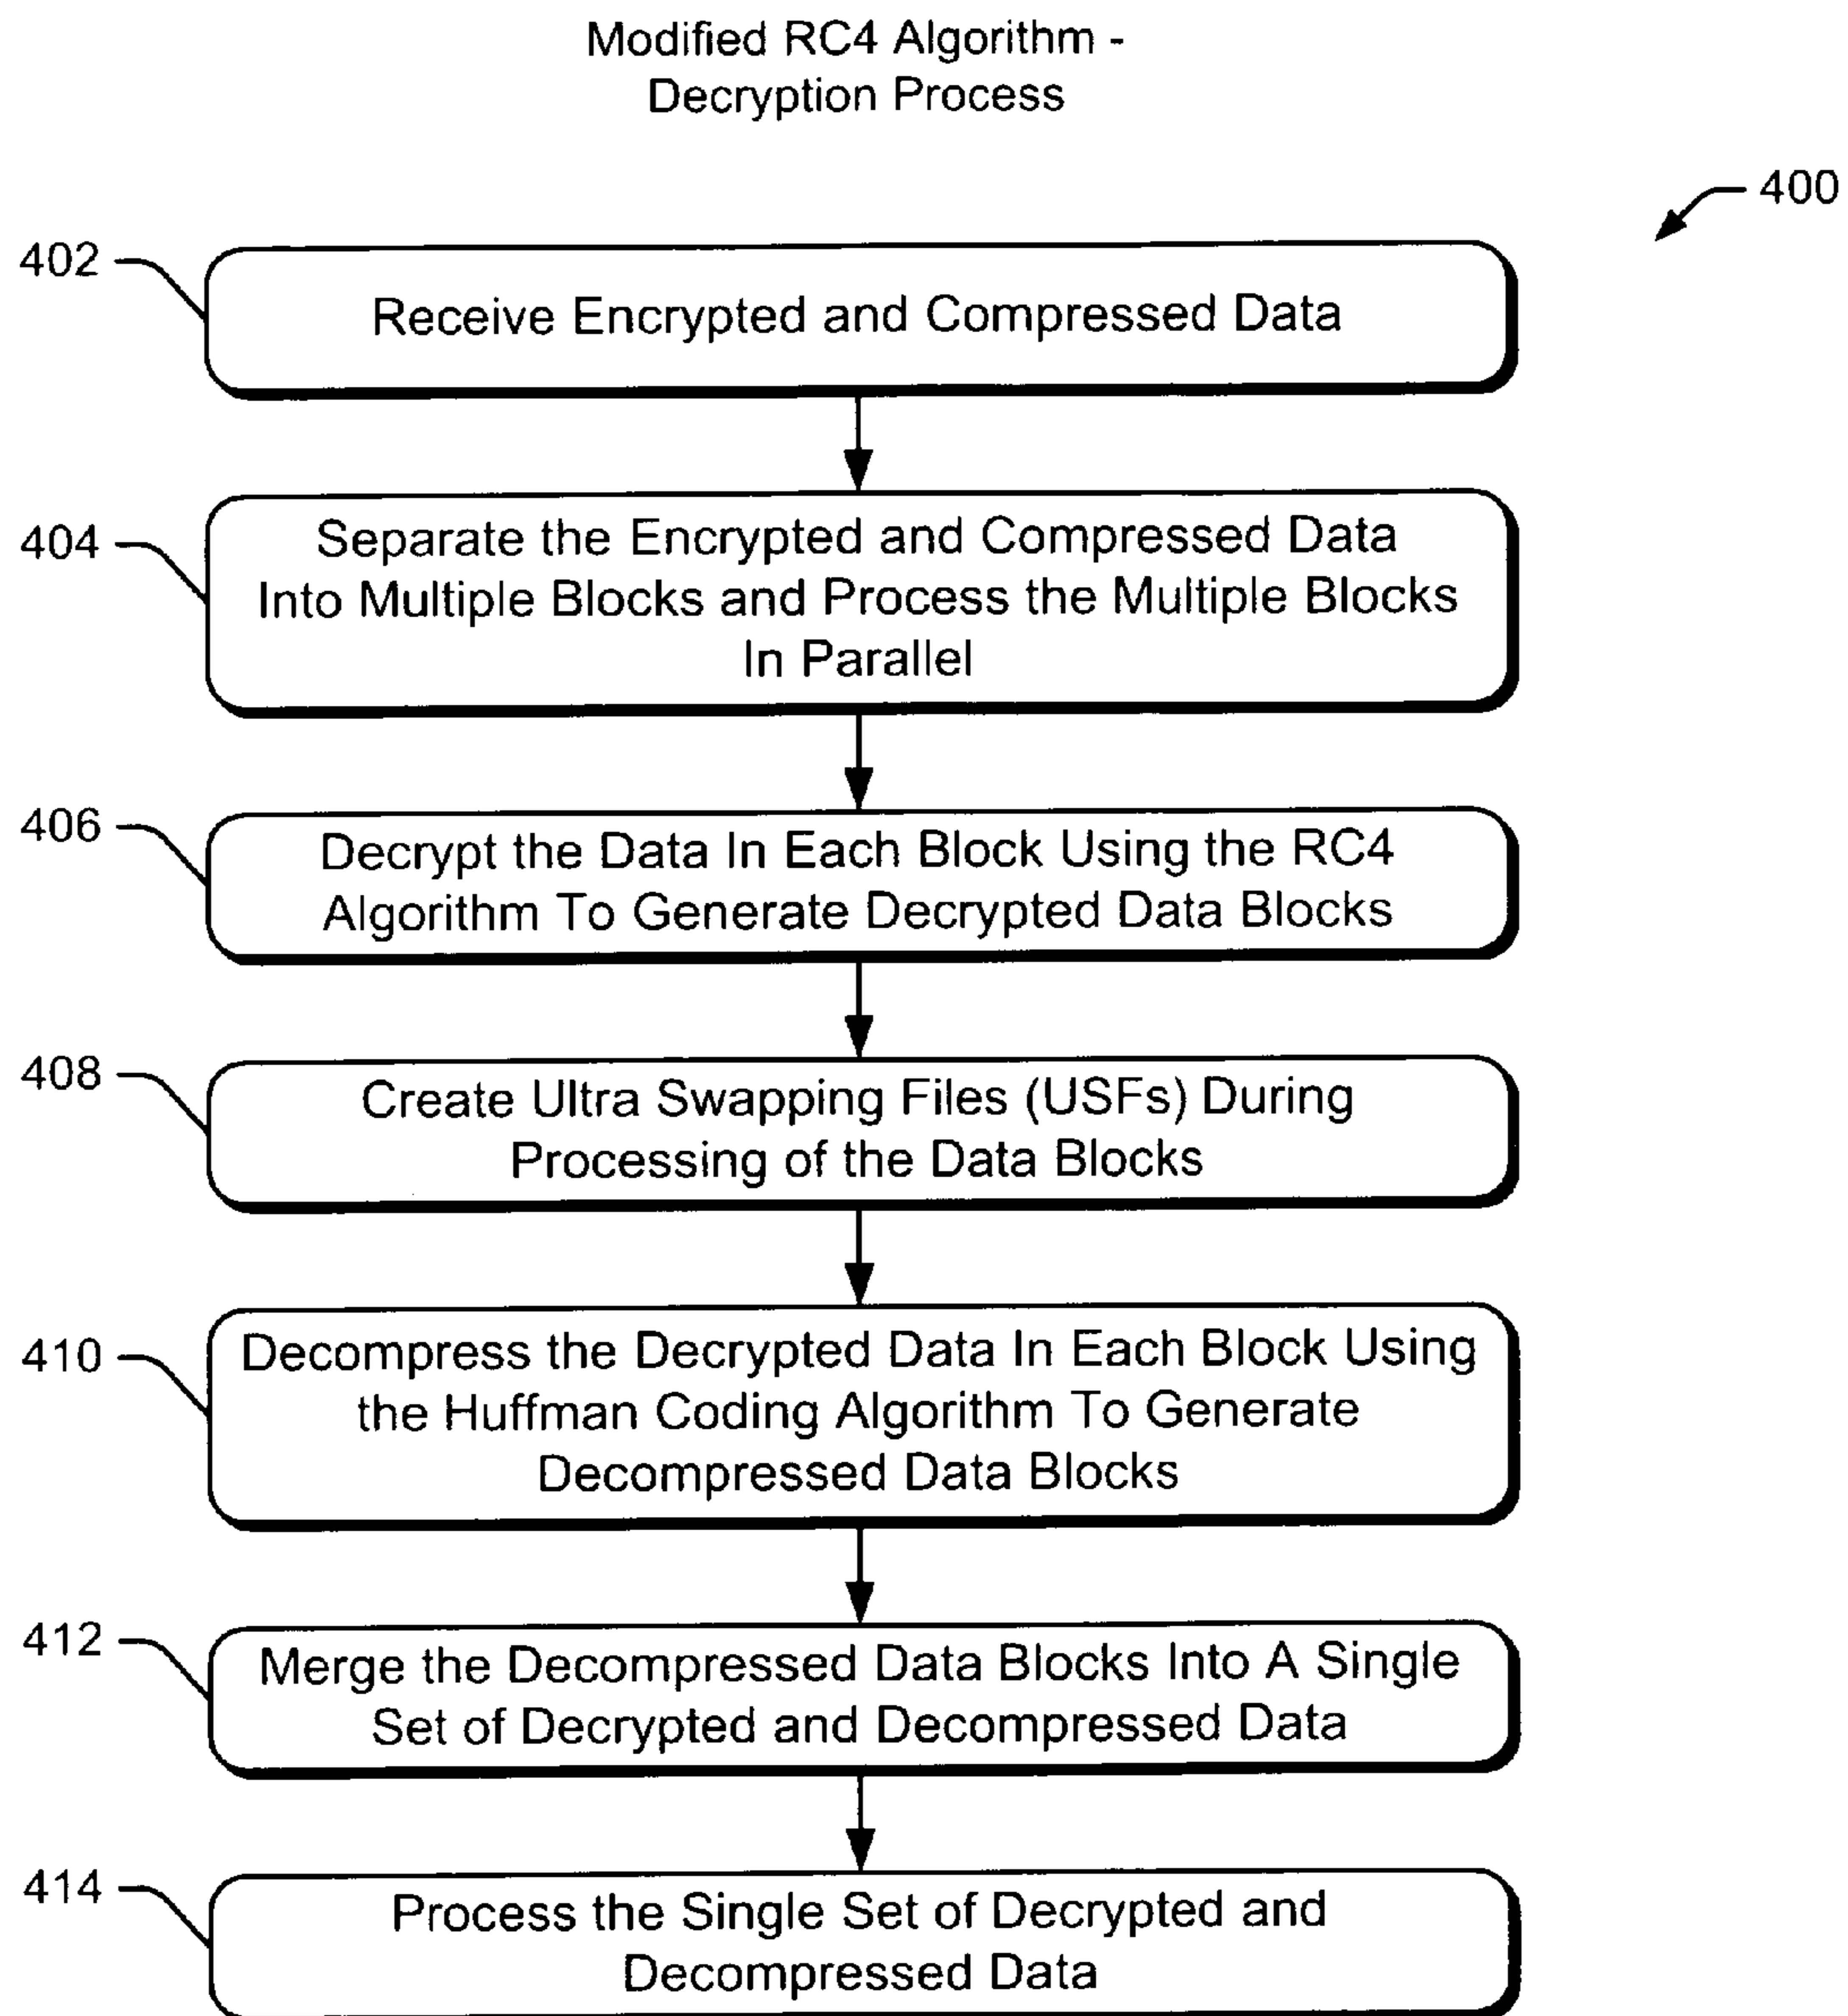 Modified RC4 Algorithm -
Decryption Process
400
402
Receive Encrypted and Compressed Data
404
Separate the Encrypted and Compressed Data
Into Multiple Blocks and Process the Multiple Blocks
In Parallel
406
Decrypt the Data In Each Block Using the RC4
Algorithm To Generate Decrypted Data Blocks
408
Create Ultra Swapping Files (USFs) During
Processing of the Data Blocks
410
Decompress the Decrypted Data In Each Block Using
the Huffman Coding Algorithm To Generate
Decompressed Data Blocks
412
Merge the Decompressed Data Blocks Into A Single
Set of Decrypted and Decompressed Data
414
Process the Single Set of Decrypted and
Decompressed Data